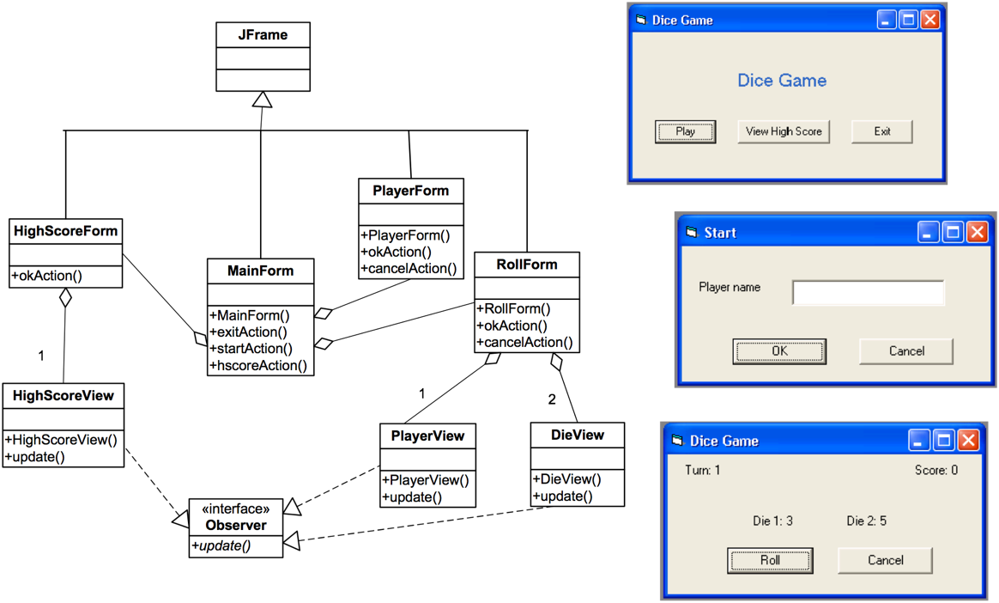 JFrame
PlayerForm
+PlayerForm()
+okAction()
+cancelAction()
HighScoreForm
+okAction()
MainForm
+MainForm()
+exitAction()
+startAction()
+hscoreAction()
RollForm
+RollForm()
+okAction()
+cancelAction()
1
1
2
HighScoreView
+HighScoreView()
+update()
PlayerView
+PlayerView()
+update()
DieView
+DieView()
+update()
«interface»
Observer
+update()
Dice Game
Dice Game
Play
View High Score
Exit
Start
Player name
OK
Cancel
Dice Game
Turn: 1
Score: 0
Die 1: 3
Die 2: 5
Roll
Cancel